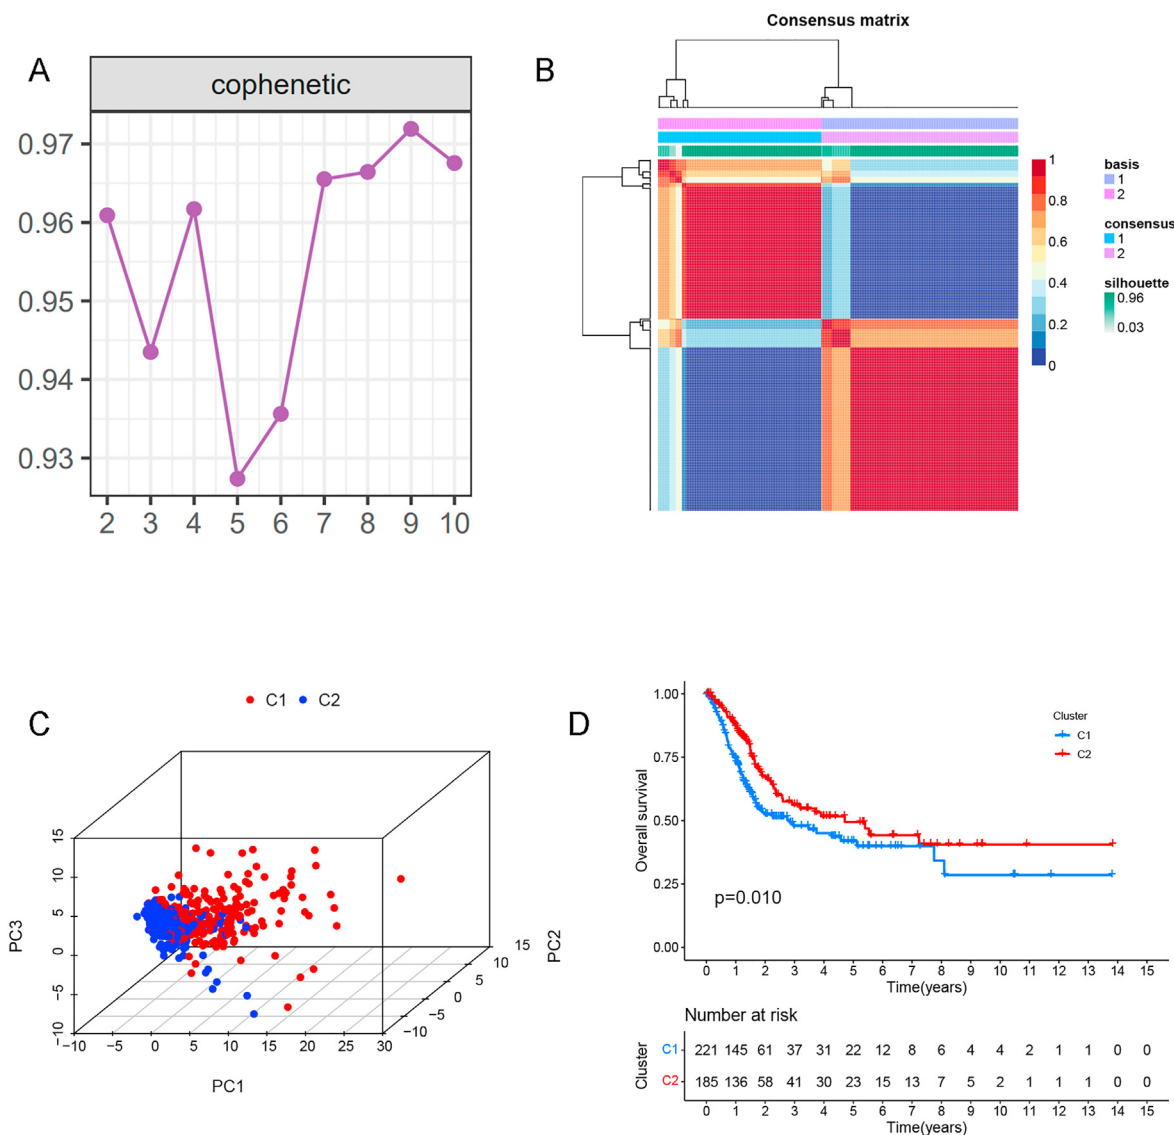 A
cophenetic
0.97
0.96
0.95
0.94
0.93
2 3 4 5 6 7 8 9 10
B
Consensus matrix
1
0.8
0.6
0.4
0.2
0
basis
1
2
consensus
1
2
silhouette
0.96
0.03
C
C1 C2
15
10
5
0
−5
−10
PC3
−10 −5 0 5 10 15 20 25 30
PC1
−10
−5
0
5
10
15
PC2
D
1.00
0.75
0.50
0.25
0.00
Overall survival
Cluster
C1
C2
p=0.010
0 1 2 3 4 5 6 7 8 9 10 11 12 13 14 15
Time(years)
Number at risk
Cluster
C1 221 145 61 37 31 22 12 8 6 4 4 2 1 1 0 0
C2 185 136 58 41 30 23 15 13 7 5 2 1 1 1 0 0
0 1 2 3 4 5 6 7 8 9 10 11 12 13 14 15
Time(years)